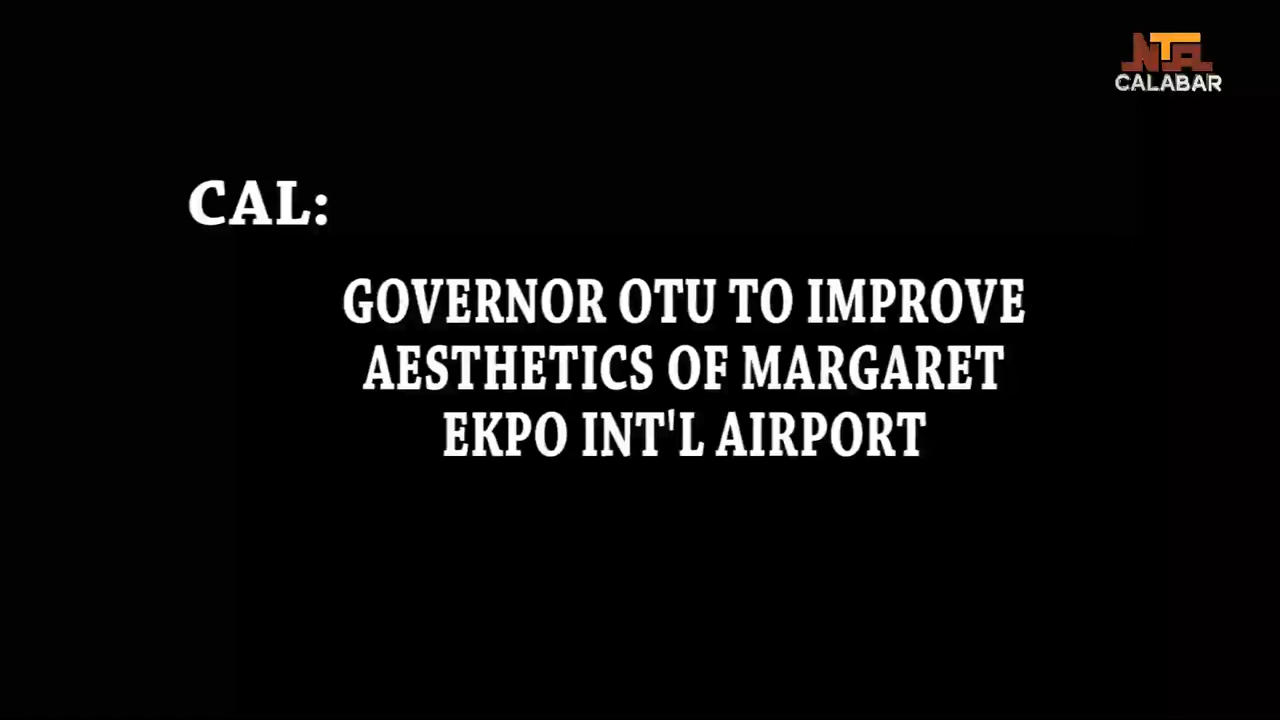 NTA
CALABAR
CAL:
GOVERNOR OTU TO IMPROVE
AESTHETICS OF MARGARET
EKPO INT'L AIRPORT